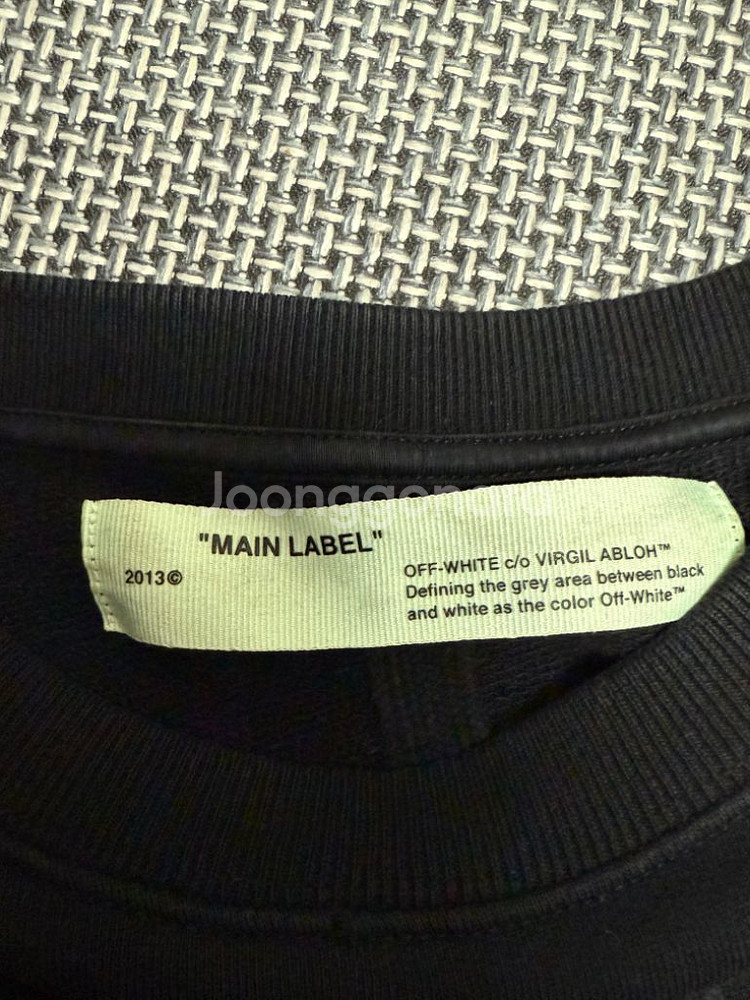 Joonggonara
"MAIN LABEL"
2013©
OFF-WHITE c/o VIRGIL ABLOH™
Defining the grey area between black
and white as the color Off-White™